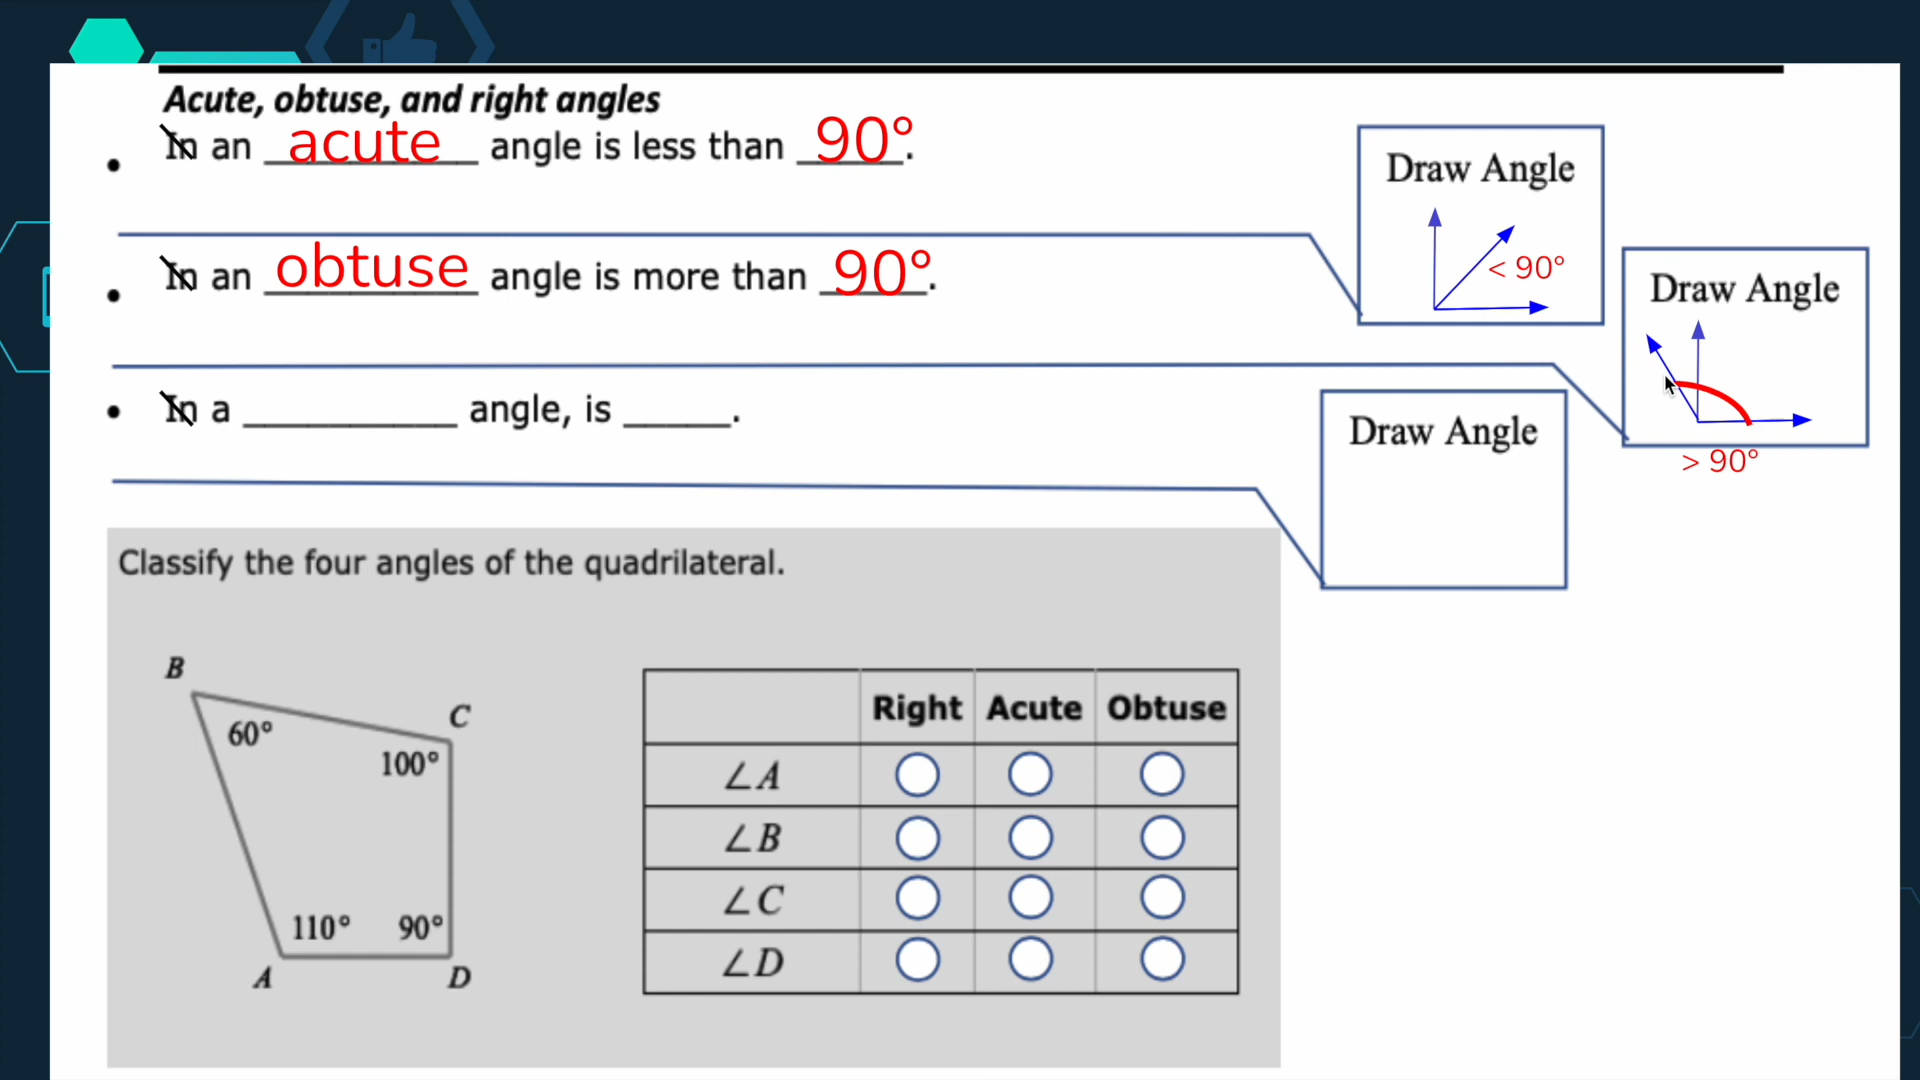 Acute, obtuse, and right angles
• In an acute angle is less than 90°.
• In an obtuse angle is more than 90°.
• In a __________ angle, is _____.
Draw Angle
< 90°
Draw Angle
> 90°
Draw Angle
Classify the four angles of the quadrilateral.
B
60°
C
100°
110°
90°
A
D
Right Acute Obtuse
∠A
∠B
∠C
∠D